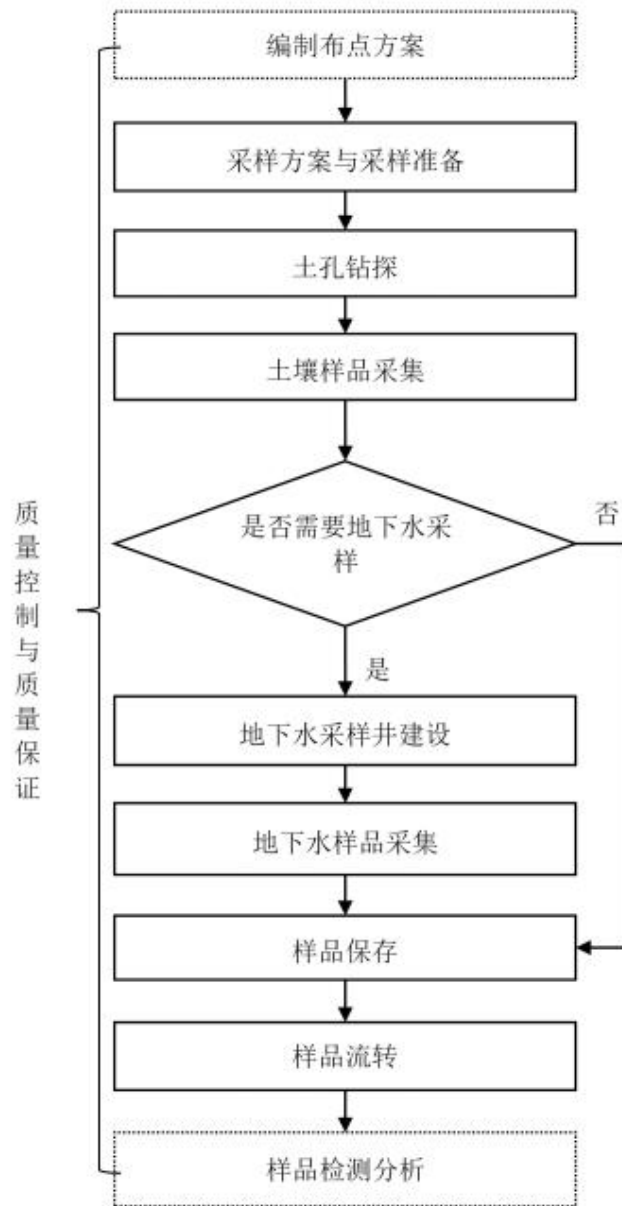 编制布点方案
采样方案与采样准备
土孔钻探
土壤样品采集
是否需要地下水采
样
否
是
地下水采样井建设
地下水样品采集
样品保存
样品流转
样品检测分析
质量控制与质量保证